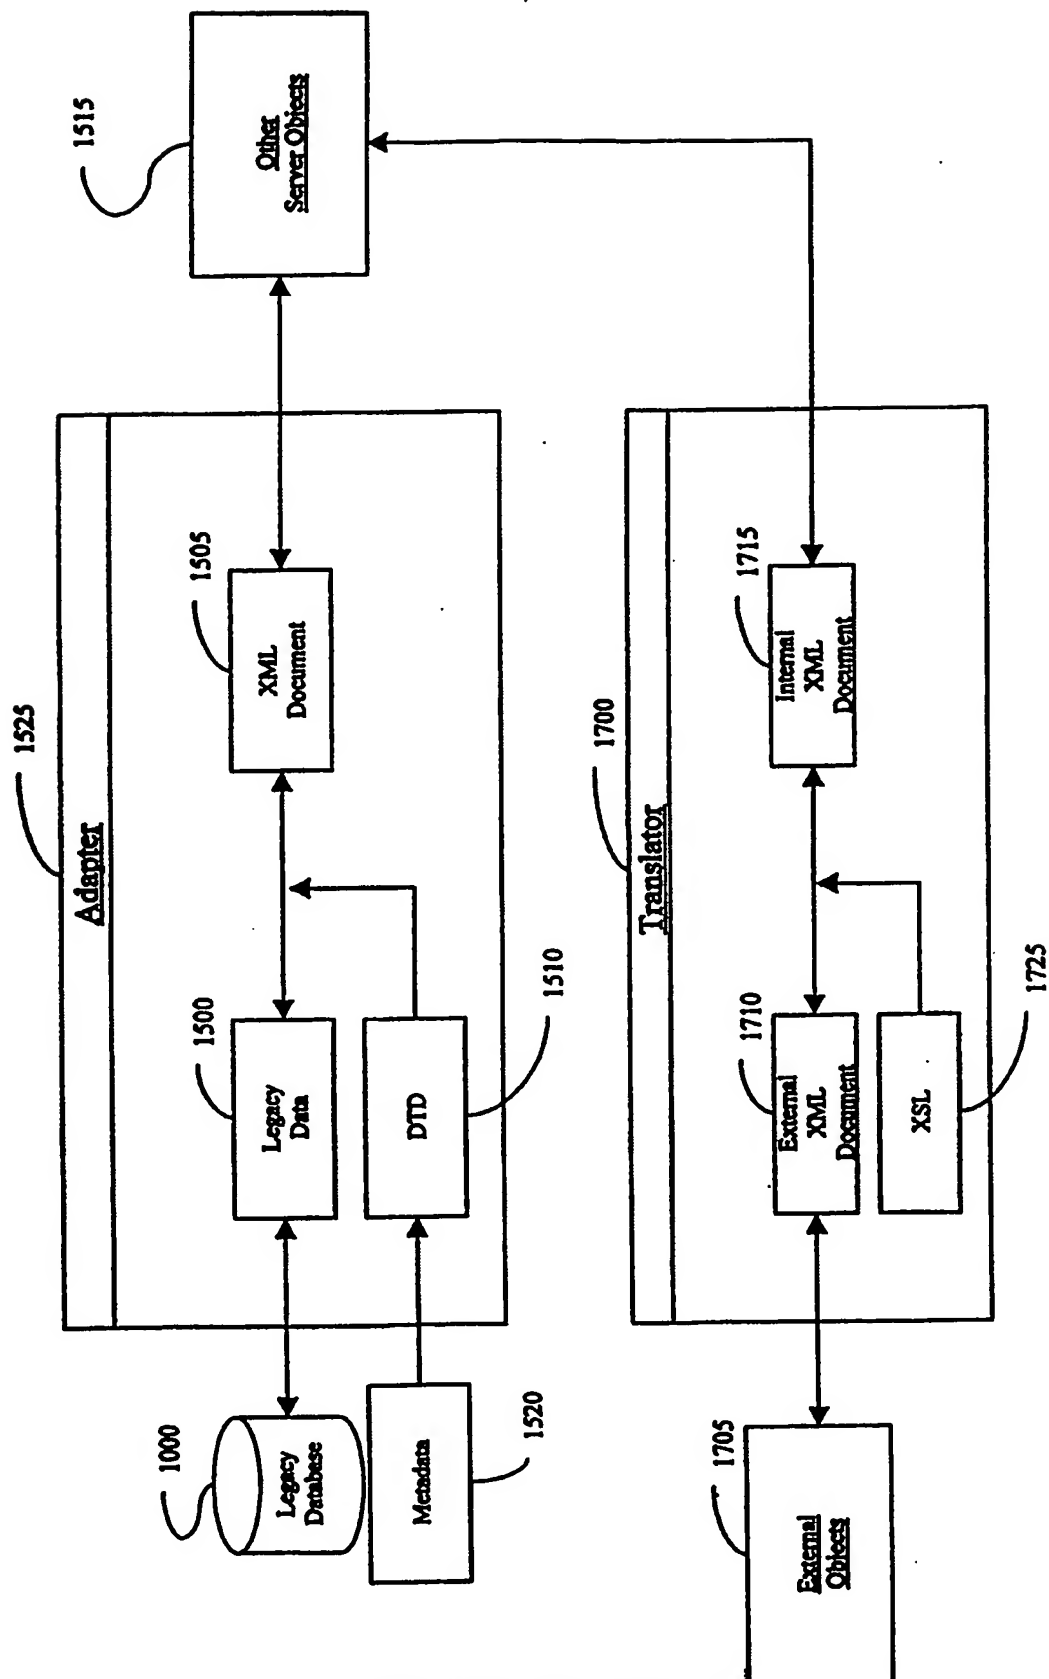 1525
Adapter
1000
Legacy
Database
1500
Legacy
Data
1505
XML
Document
1515
Other
Server Objects
Metadata
1520
DTD
1510
1700
Translator
1705
External
Objects
1710
External
XML
Document
1715
Internal
XML
Document
XSL
1725